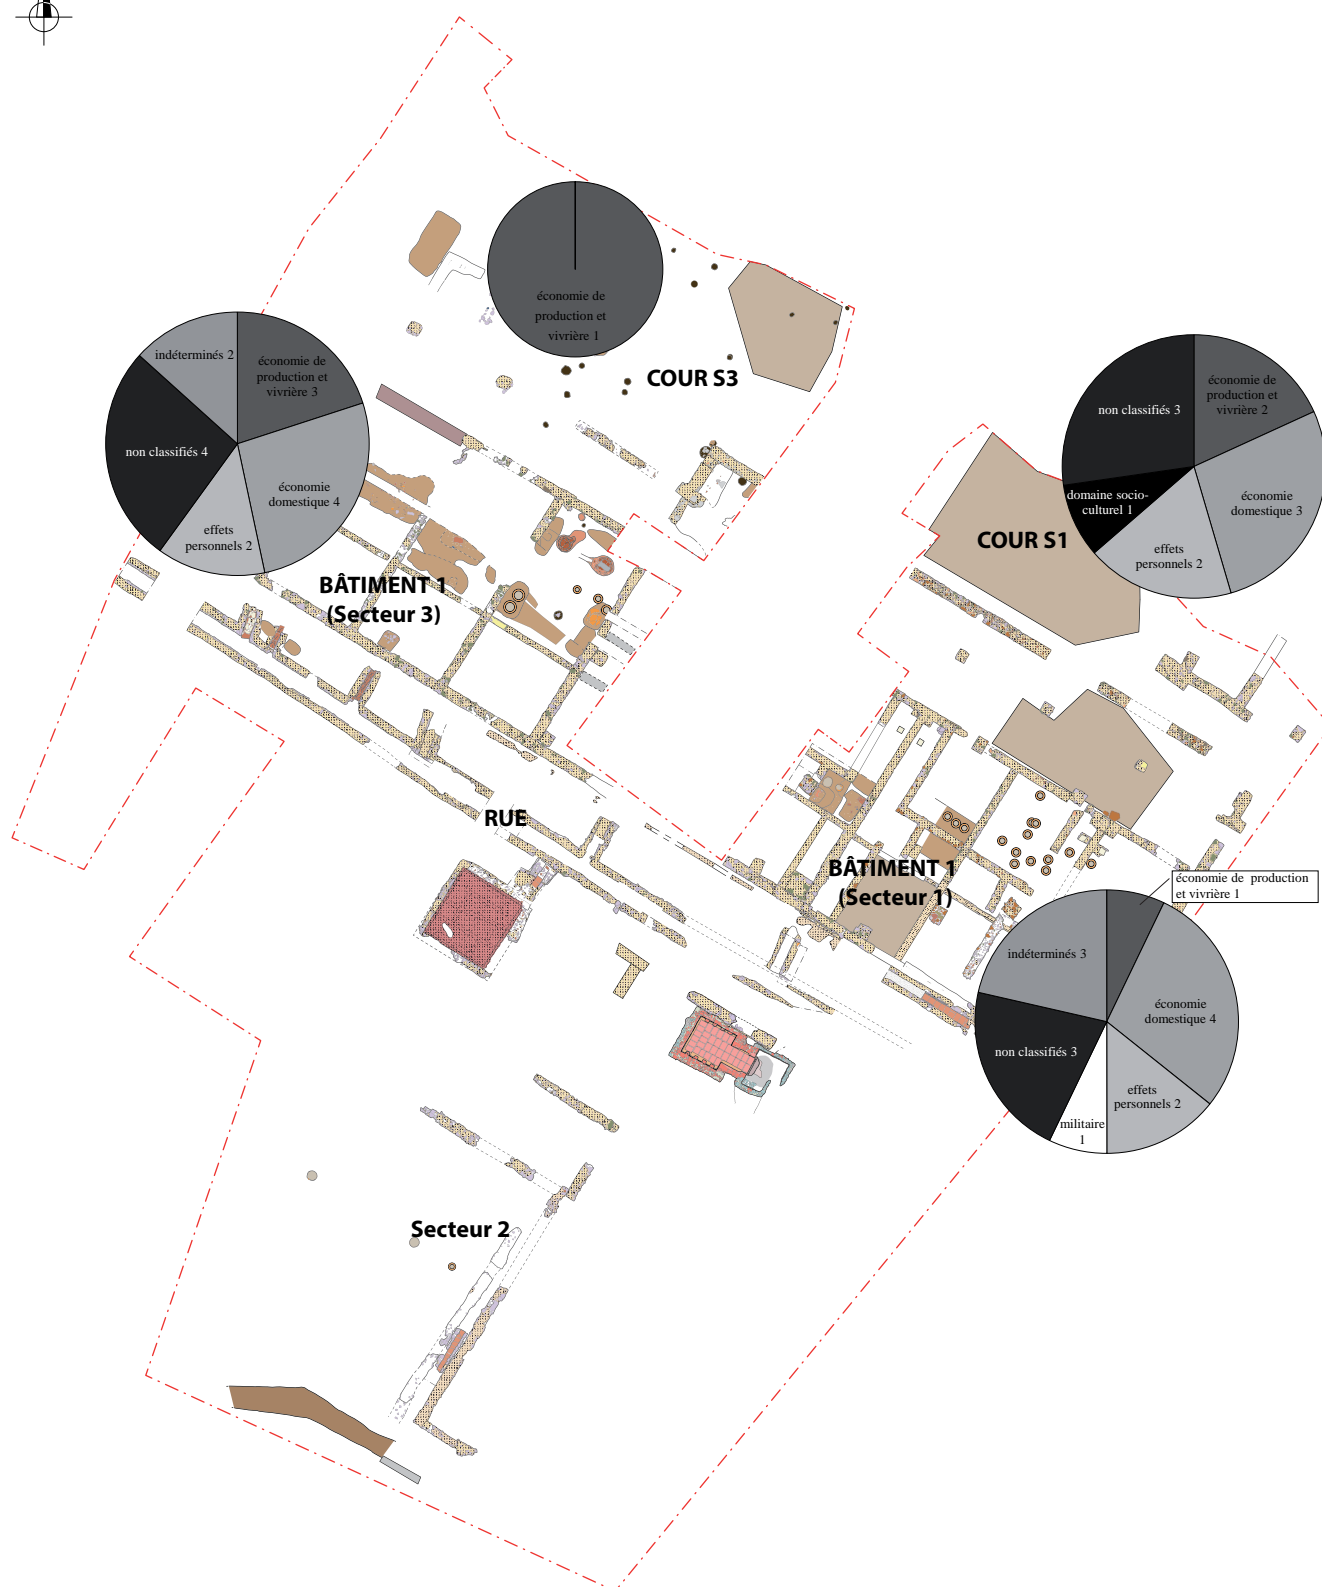 économie de
production et
vivrière 1
COUR S3
indéterminés 2
économie de
production et
vivrière 3
non classifiés 4
économie
domestique 4
effets
personnels 2
BÂTIMENT 1
(Secteur 3)
non classifiés 3
économie de
production et
vivrière 2
domaine socio-
culturel 1
économie
domestique 3
effets
personnels 2
COUR S1
RUE
BÂTIMENT 1
(Secteur 1)
économie de production
et vivrière 1
indéterminés 3
économie
domestique 4
non classifiés 3
effets
personnels 2
militaire
1
Secteur 2